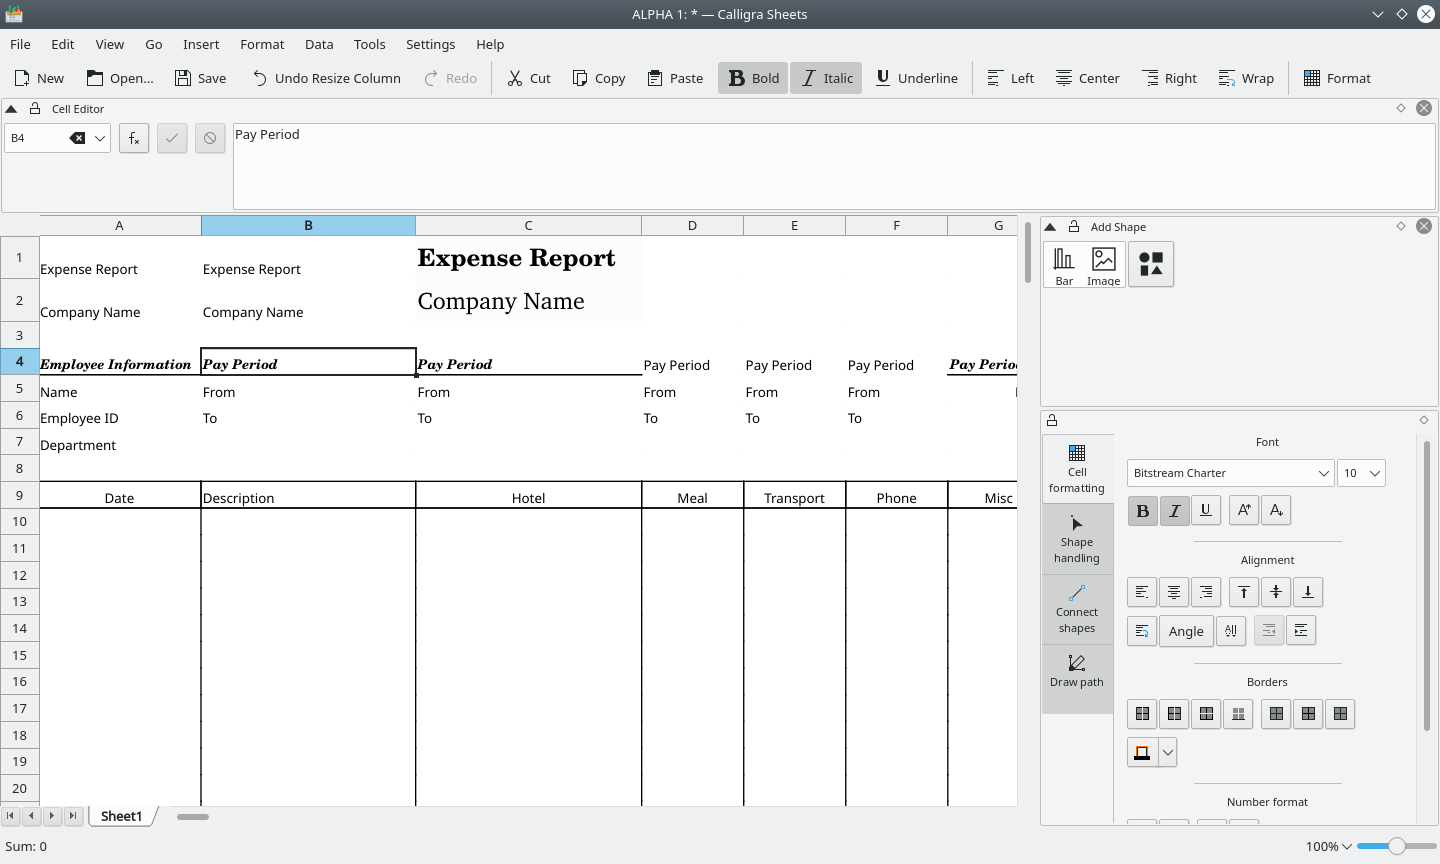 ALPHA 1: * — Calligra Sheets
File Edit View Go Insert Format Data Tools Settings Help
New Open... Save Undo Resize Column Redo Cut Copy Paste Bold Italic Underline Left Center Right Wrap Format
Cell Editor
B4 Pay Period
A B C D E F G
1 Expense Report Expense Report Expense Report
2 Company Name Company Name Company Name
3
4 Employee Information Pay Period Pay Period Pay Period Pay Period Pay Period Pay Perio
5 Name From From From From From
6 Employee ID To To To To To
7 Department
8
9 Date Description Hotel Meal Transport Phone Misc
10
11
12
13
14
15
16
17
18
19
20
Sheet1
Sum: 0
Add Shape
Bar Image
Cell
formatting
Shape
handling
Connect
shapes
Draw path
Font
Bitstream Charter 10
B I U A A
Alignment
Angle All
Borders
Number format
100%